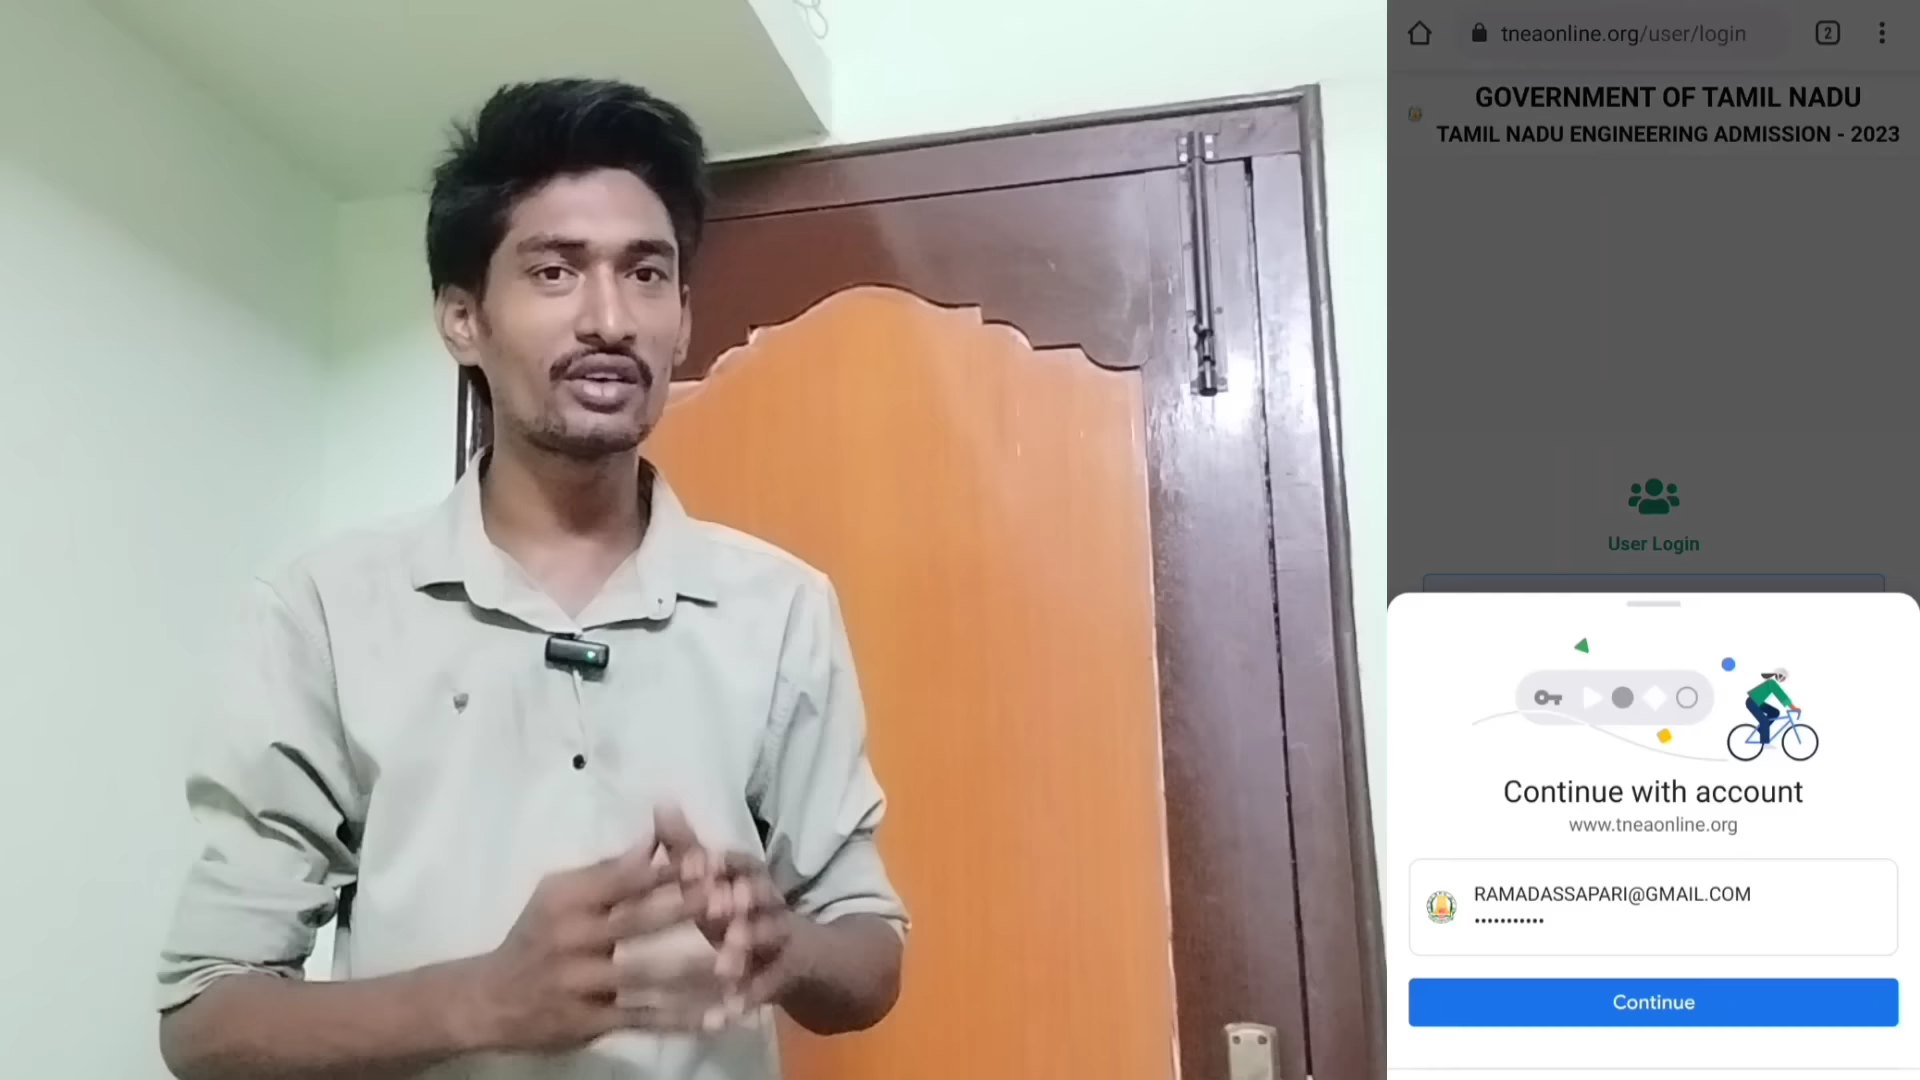 tneaonline.org/user/login
2
GOVERNMENT OF TAMIL NADU
TAMIL NADU ENGINEERING ADMISSION - 2023
User Login
Continue with account
www.tneaonline.org
RAMADASSAPARI@GMAIL.COM
•••••••••••
Continue